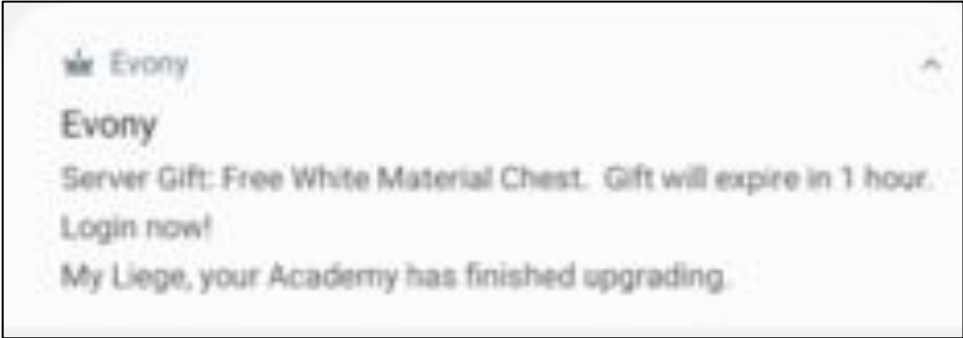 Evony
Evony
Server Gift: Free White Material Chest. Gift will expire in 1 hour.
Login now!
My Liege, your Academy has finished upgrading.